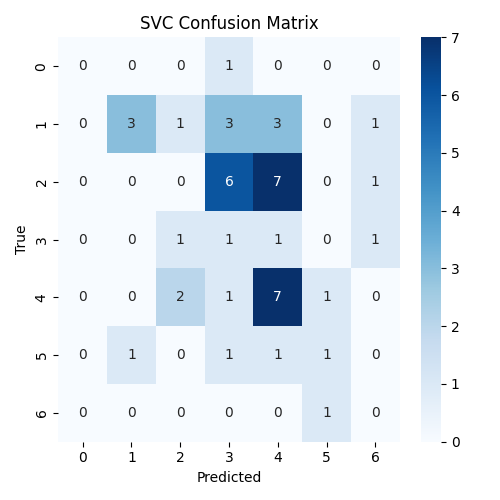 SVC Confusion Matrix
7
0 0 0 0 1 0 0 0
6
1 0 3 1 3 3 0 1
5
2 0 0 0 6 7 0 1
4
True
3 0 0 1 1 1 0 1
3
4 0 0 2 1 7 1 0
2
5 0 1 0 1 1 1 0
1
6 0 0 0 0 0 1 0
0
0 1 2 3 4 5 6
Predicted